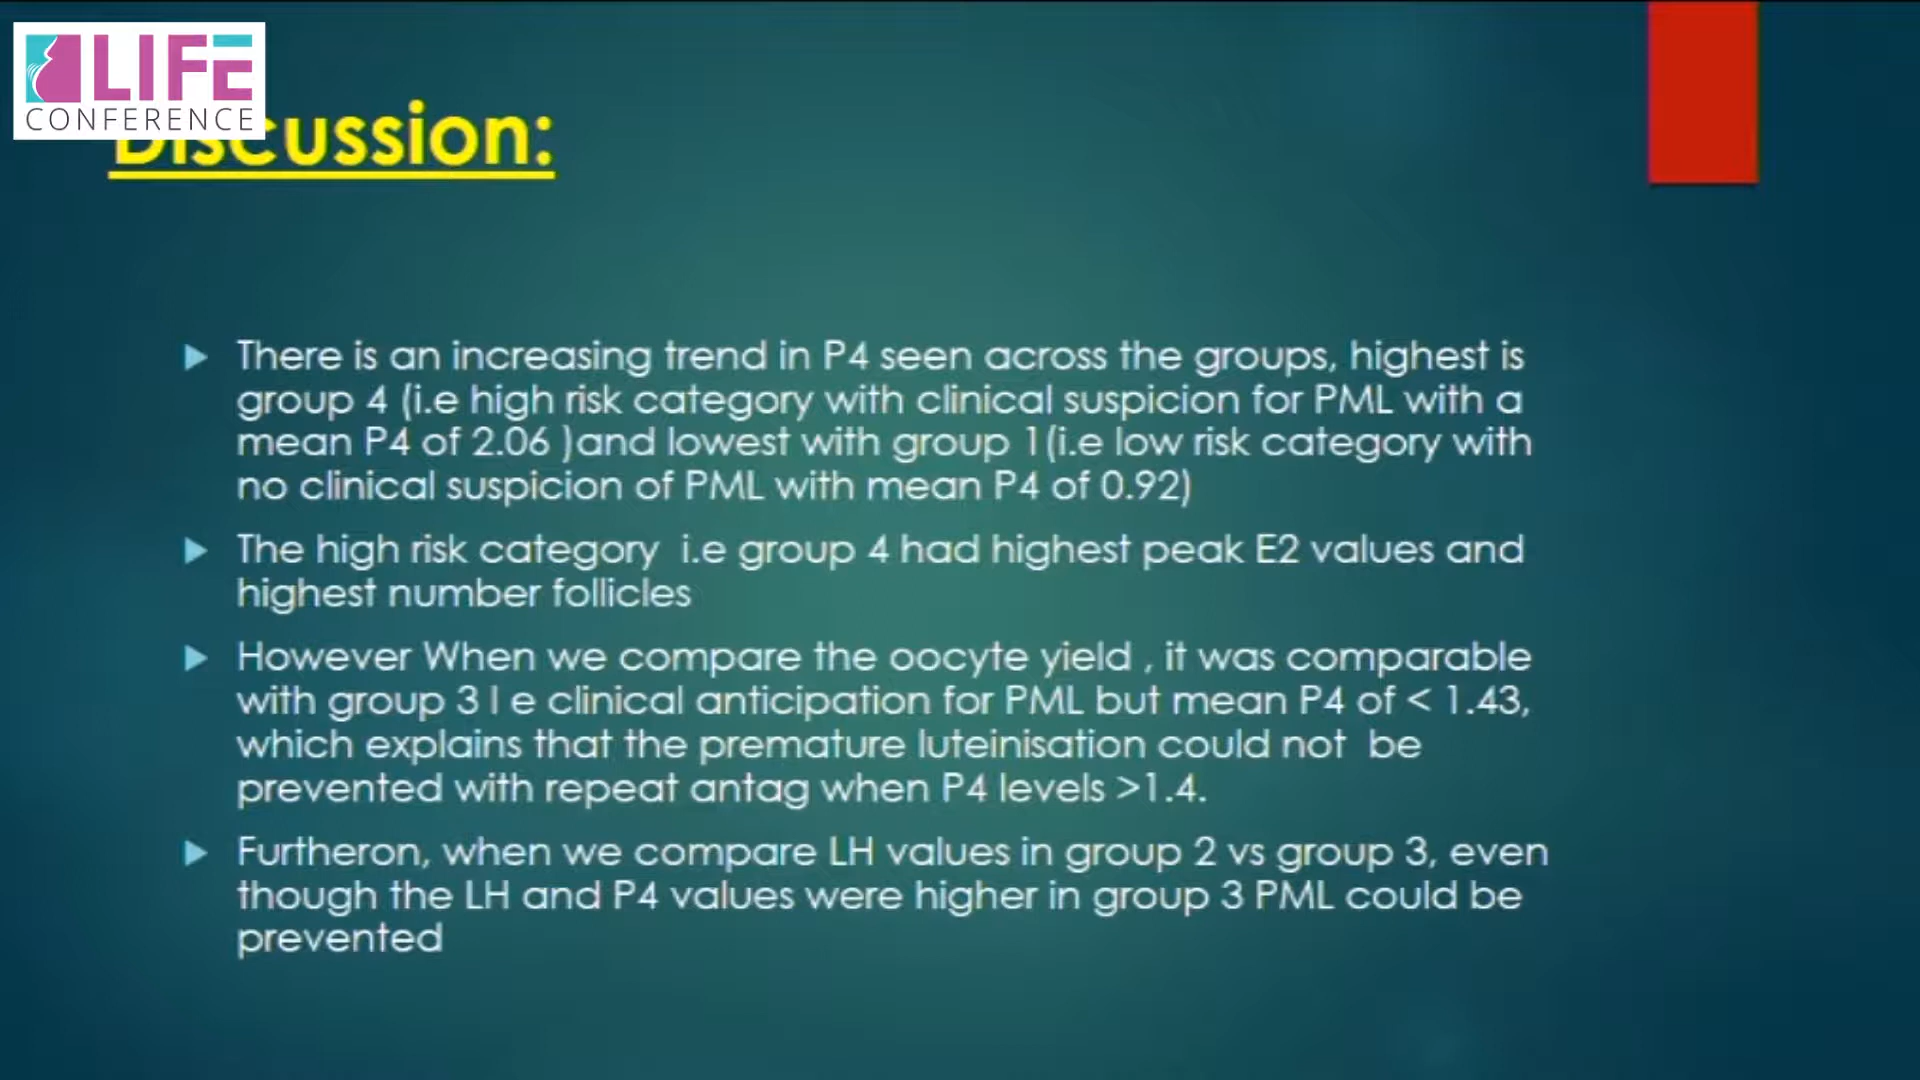 LIFE
CONFERENCE
Discussion:
There is an increasing trend in P4 seen across the groups, highest is
group 4 (i.e high risk category with clinical suspicion for PML with a
mean P4 of 2.06 )and lowest with group 1(i.e low risk category with
no clinical suspicion of PML with mean P4 of 0.92)
The high risk category i.e group 4 had highest peak E2 values and
highest number follicles
However When we compare the oocyte yield , it was comparable
with group 3 I e clinical anticipation for PML but mean P4 of < 1.43,
which explains that the premature luteinisation could not be
prevented with repeat antag when P4 levels >1.4.
Furtheron, when we compare LH values in group 2 vs group 3, even
though the LH and P4 values were higher in group 3 PML could be
prevented